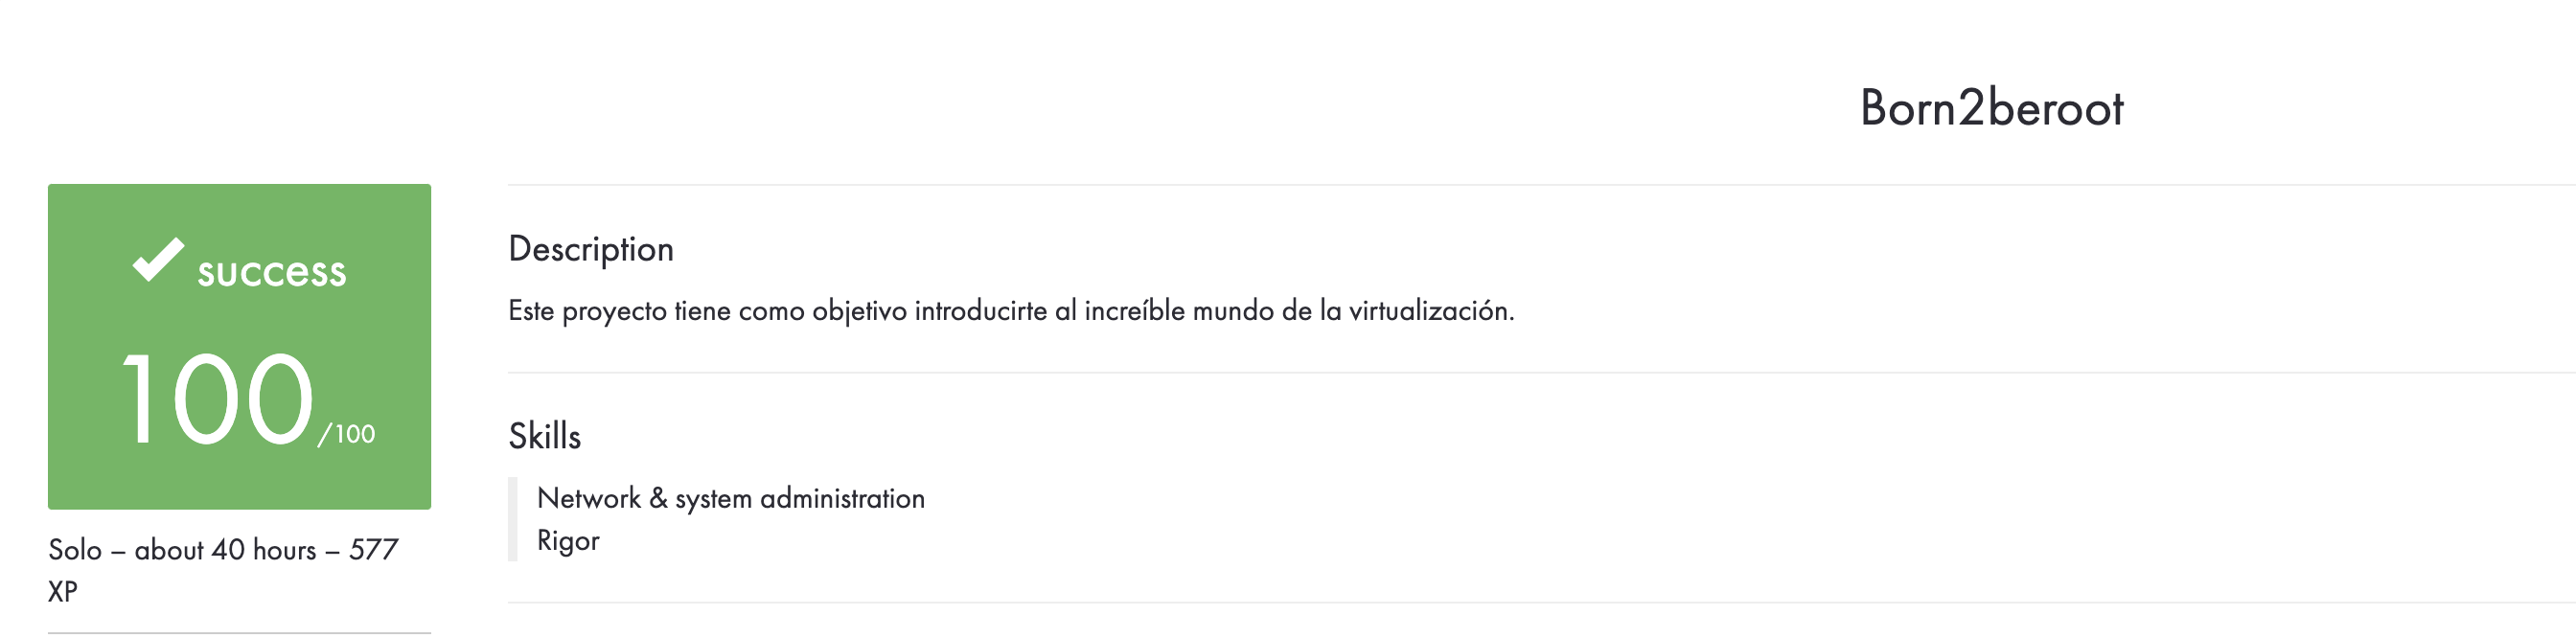 Born2beroot
success
100/100
Solo – about 40 hours – 577
XP
Description
Este proyecto tiene como objetivo introducirte al increíble mundo de la virtualización.
Skills
Network & system administration
Rigor